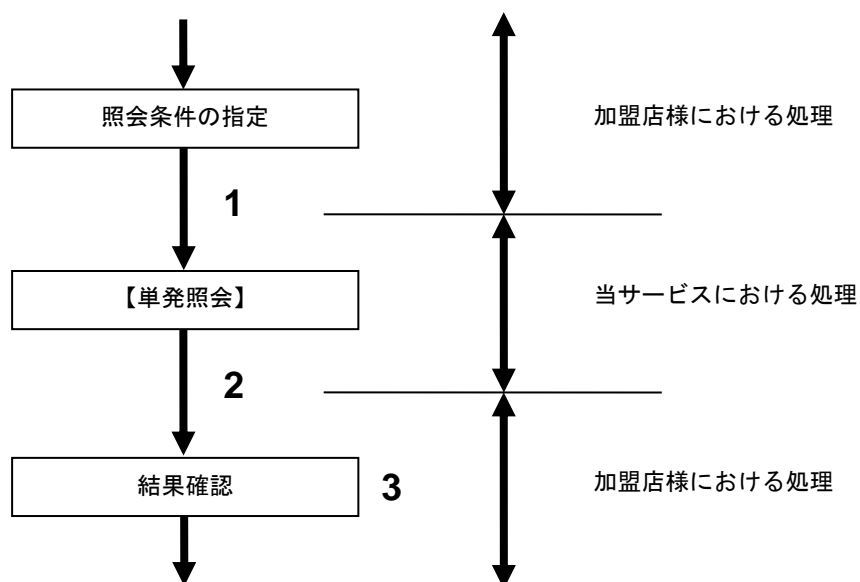 照会条件の指定
加盟店様における処理
1
【単発照会】
当サービスにおける処理
2
結果確認
3
加盟店様における処理